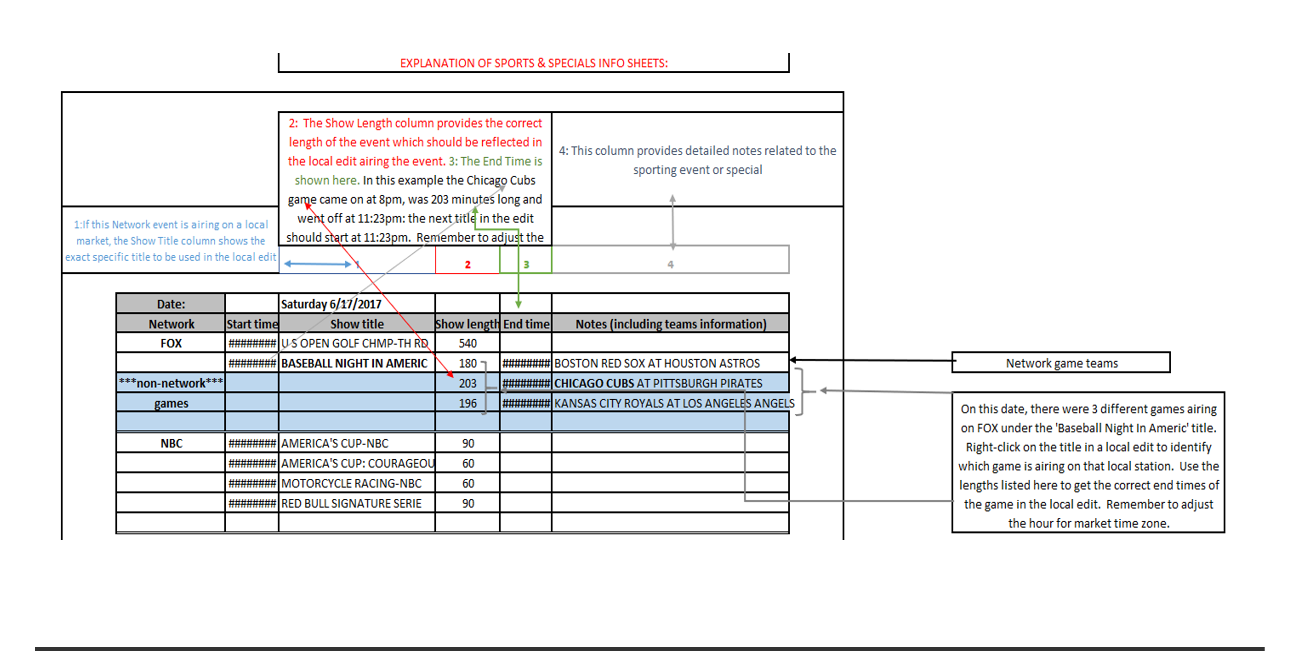 EXPLANATION OF SPORTS & SPECIALS INFO SHEETS:
2: The Show Length column provides the correct
length of the event which should be reflected in
the local edit airing the event. 3: The End Time is
shown here. In this example the Chicago Cubs
game came on at 8pm, was 203 minutes long and
went off at 11:23pm: the next title in the edit
should start at 11:23pm. Remember to adjust the
4: This column provides detailed notes related to the
sporting event or special
1:If this Network event is airing on a local
market, the Show Title column shows the
exact specific title to be used in the local edit
1 2 3 4
Date: Saturday 6/17/2017
Network Start time Show title Show length End time Notes (including teams information)
FOX ######## U-S OPEN GOLF CHMP-TH RD 540
######## BASEBALL NIGHT IN AMERIC 180 ######## BOSTON RED SOX AT HOUSTON ASTROS
***non-network*** 203 ######## CHICAGO CUBS AT PITTSBURGH PIRATES
games 196 ######## KANSAS CITY ROYALS AT LOS ANGELES ANGELS
NBC ######## AMERICA'S CUP-NBC 90
######## AMERICA'S CUP: COURAGEOU 60
######## MOTORCYCLE RACING-NBC 60
######## RED BULL SIGNATURE SERIE 90
Network game teams
On this date, there were 3 different games airing
on FOX under the 'Baseball Night In Americ' title.
Right-click on the title in a local edit to identify
which game is airing on that local station. Use the
lengths listed here to get the correct end times of
the game in the local edit. Remember to adjust
the hour for market time zone.